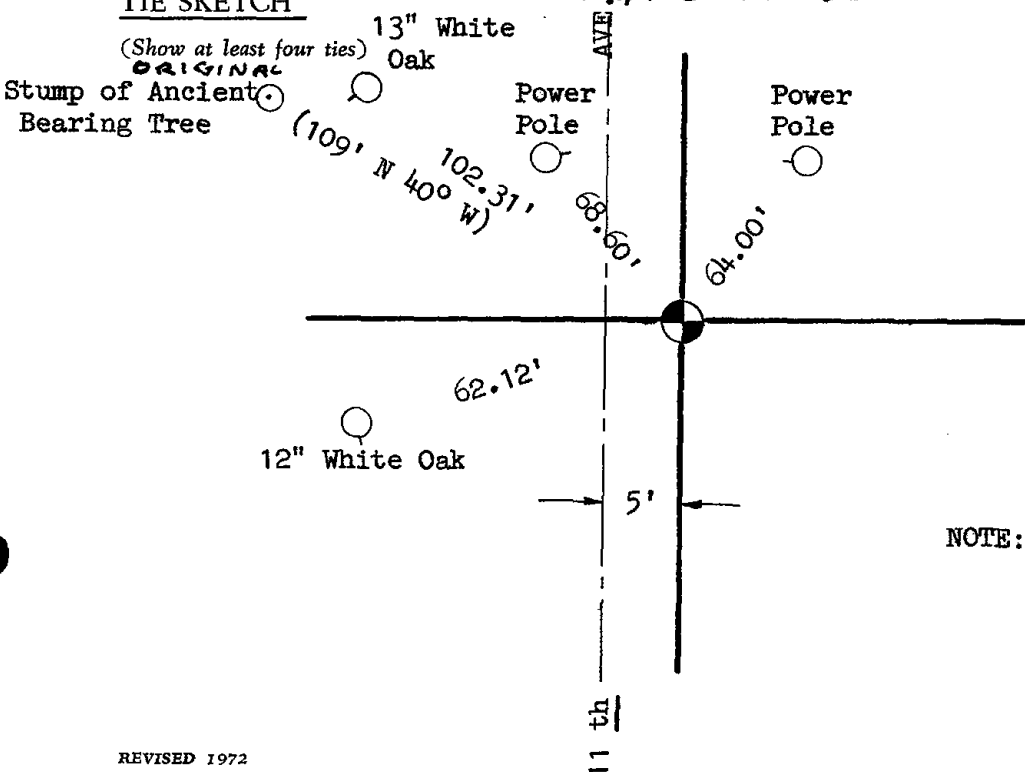 TIE SKETCH
(Show at least four ties)
ORIGINAL
Stump of Ancient
Bearing Tree
13" White
Oak
(109' N 40° W)
102.31'
Power
Pole
68.60'
AVE
Power
Pole
64.00'
62.12'
12" White Oak
5'
NOTE:
11 th
REVISED 1972